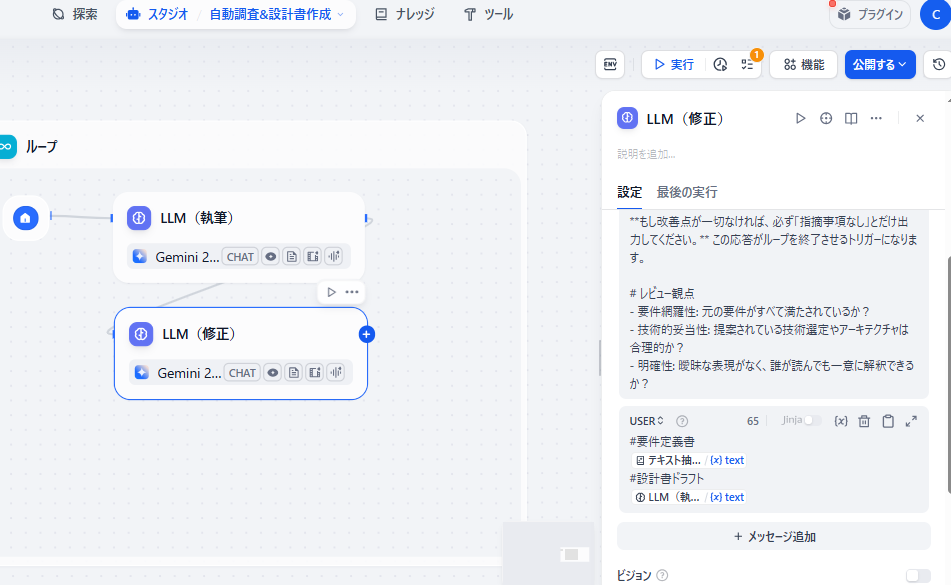 探索
スタジオ / 自動調査&設計書作成
ナレッジ
ツール
プラグイン
C
ENV
実行
1
機能
公開する
ループ
LLM（執筆）
Gemini 2... CHAT
LLM（修正）
Gemini 2... CHAT
LLM（修正）
説明を追加...
設定 最後の実行
**もし改善点が一切なければ、必ず「指摘事項なし」とだけ出
力してください。** この応答がループを終了させるトリガーになりま
す。
# レビュー観点
- 要件網羅性: 元の要件がすべて満たされているか？
- 技術的妥当性: 提案されている技術選定やアーキテクチャは
合理的か？
- 明確性: 曖昧な表現がなく、誰が読んでも一意に解釈できる
か？
USER 65 Jinja {x}
#要件定義書
テキスト抽... / {x} text
#設計書ドラフト
LLM（執... / {x} text
+ メッセージ追加
ビジョン